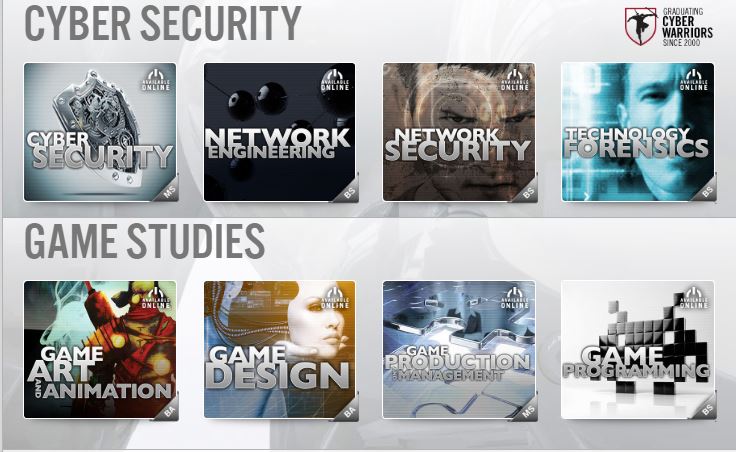 CYBER SECURITY
GRADUATING
CYBER
WARRIORS
SINCE 2000
AVAILABLE
ONLINE
CYBER
SECURITY
MS
AVAILABLE
ONLINE
NETWORK
ENGINEERING
BS
AVAILABLE
ONLINE
NETWORK
SECURITY
BS
AVAILABLE
ONLINE
TECHNOLOGY
FORENSICS
BS
GAME STUDIES
AVAILABLE
ONLINE
GAME
ART
AND ANIMATION
BA
AVAILABLE
ONLINE
GAME
DESIGN
BA
AVAILABLE
ONLINE
GAME
PRODUCTION
AND MANAGEMENT
MS
AVAILABLE
ONLINE
GAME
PROGRAMMING
BS